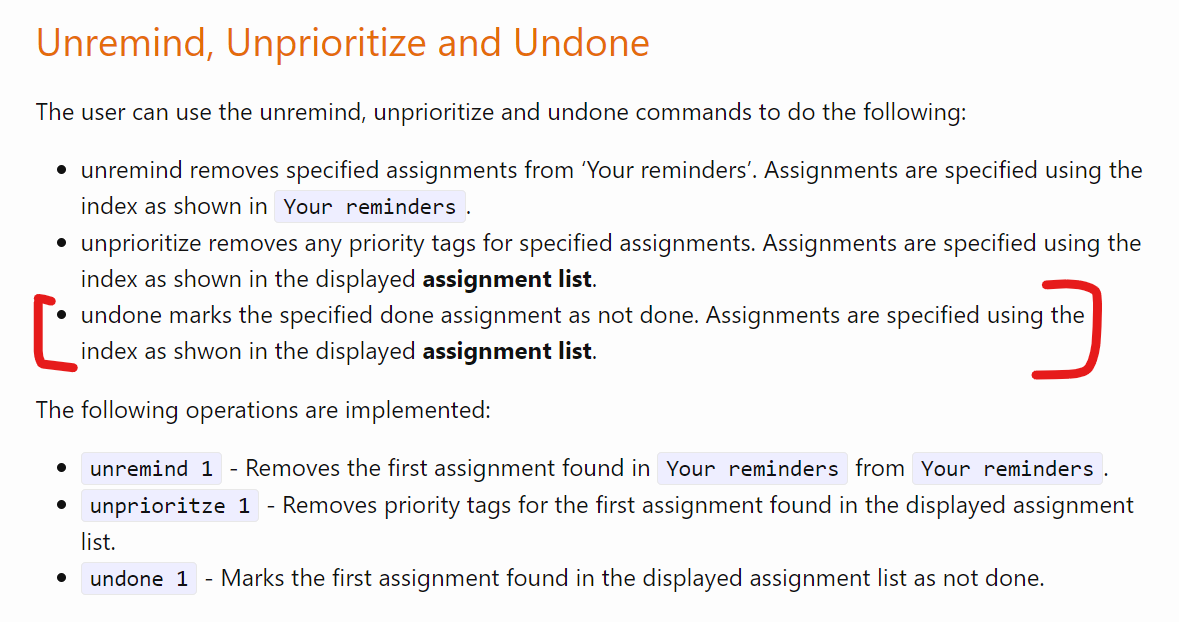 Unremind, Unprioritize and Undone
The user can use the unremind, unprioritize and undone commands to do the following:
• unremind removes specified assignments from ‘Your reminders’. Assignments are specified using the
index as shown in Your reminders.
• unprioritize removes any priority tags for specified assignments. Assignments are specified using the
index as shown in the displayed assignment list.
• undone marks the specified done assignment as not done. Assignments are specified using the
index as shwon in the displayed assignment list.
The following operations are implemented:
• unremind 1 - Removes the first assignment found in Your reminders from Your reminders.
• unprioritze 1 - Removes priority tags for the first assignment found in the displayed assignment
list.
• undone 1 - Marks the first assignment found in the displayed assignment list as not done.